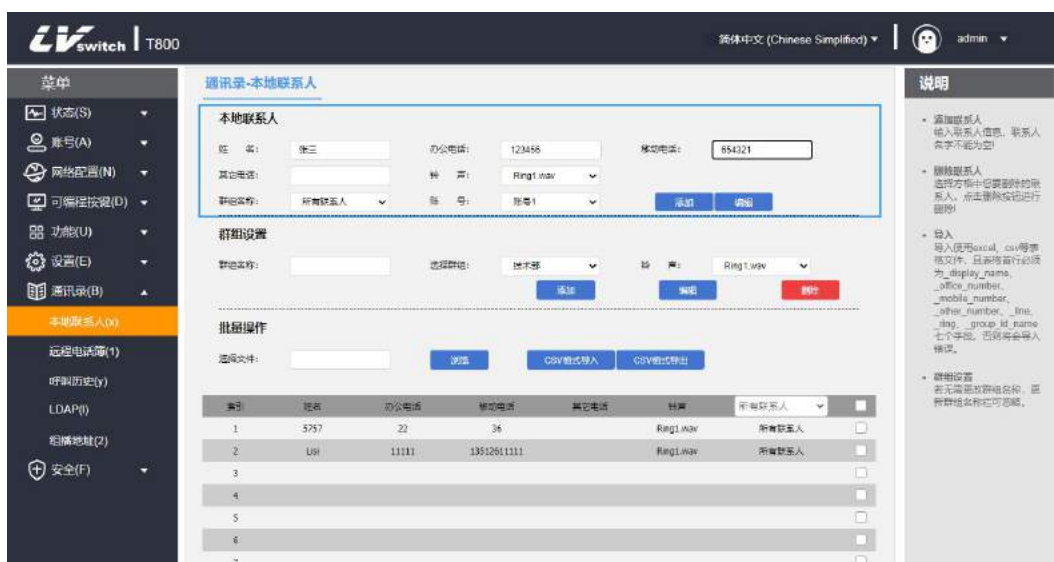 LV switch T800
简体中文 (Chinese Simplified)
admin
菜单
状态(S)
账号(A)
网络配置(N)
可编程按键(D)
功能(U)
设置(E)
通讯录(B)
本地联系人(x)
远程电话簿(1)
呼叫历史(y)
LDAP(l)
组播地址(2)
安全(F)
通讯录-本地联系人
本地联系人
姓 名: 张三 办公电话: 123456 移动电话: 654321
其它电话: 铃 声: Ring1.wav
群组名称: 所有联系人 账 号: 账号1 添加 编辑
群组设置
群组名称: 选择群组: 技术部 铃 声: Ring1.wav
添加 编辑 删除
批量操作
选择文件: 浏览 CSV格式导入 CSV格式导出
索引 姓名 办公电话 移动电话 其它电话 铃声 所有联系人
1 5757 22 36 Ring1.wav 所有联系人
2 Lisi 11111 13512611111 Ring1.wav 所有联系人
3
4
5
6
说明
添加联系人
输入联系人信息，联系人
名字不能为空!
删除联系人
选择方框中您要删除的联
系人，点击删除按钮进行
删除!
导入
导入使用excel，csv等表
格文件，且表格首行必须
为_display_name、
_office_number、
_mobile_number、
_other_number、_line、
_ring、_group_id_name
七个字段，否则将会导入
错误。
群组设置
若无需更改群组名称，更
新群组名称栏可忽略。